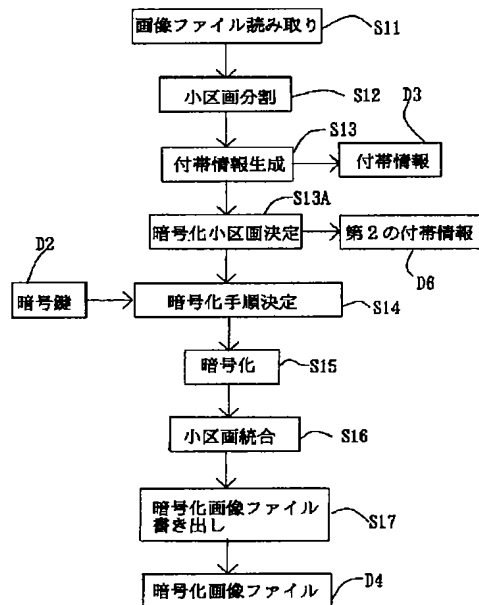 画像ファイル読み取り
S11
小区画分割
S12
D3
S13
付帯情報生成
付帯情報
S13A
暗号化小区画決定
第2の付帯情報
D2
D6
暗号鍵
暗号化手順決定
S14
暗号化
S15
小区画統合
S16
暗号化画像ファイル
書き出し
S17
暗号化画像ファイル
D4